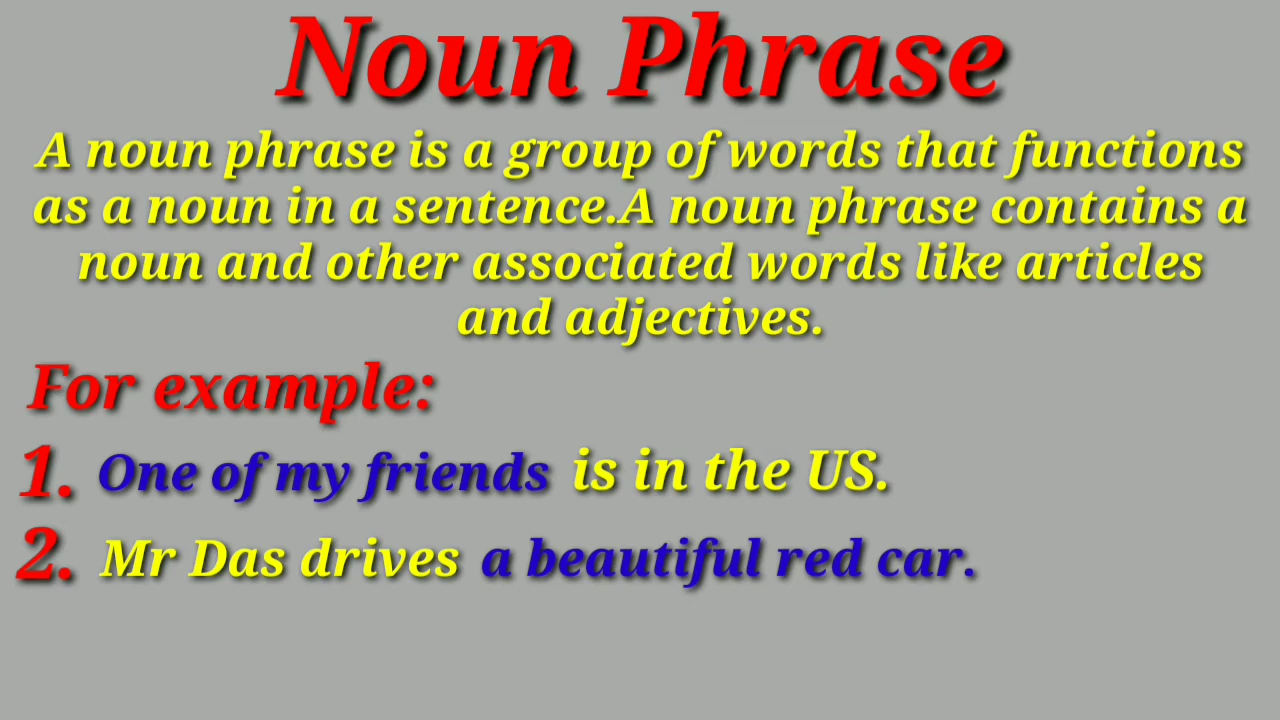 Noun Phrase
A noun phrase is a group of words that functions
as a noun in a sentence.A noun phrase contains a
noun and other associated words like articles
and adjectives.
For example:
1. One of my friends is in the US.
2. Mr Das drives a beautiful red car.